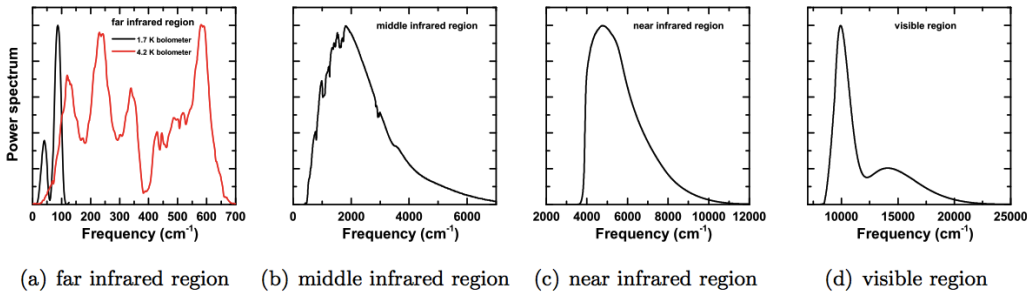 Power spectrum
far infrared region
1.7 K bolometer
4.2 K bolometer
0 100 200 300 400 500 600 700
Frequency (cm⁻¹)
(a) far infrared region
middle infrared region
0 2000 4000 6000
Frequency (cm⁻¹)
(b) middle infrared region
near infrared region
2000 4000 6000 8000 10000 12000
Frequency (cm⁻¹)
(c) near infrared region
visible region
10000 15000 20000 25000
Frequency (cm⁻¹)
(d) visible region